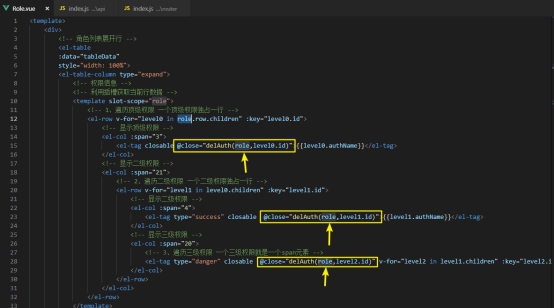 Role.vue × JS index.js ...\api JS index.js ...\router
1 <template>
2 <div>
3 <!-- 角色列表展开行 -->
4 <el-table
5 :data="tableData"
6 style="width: 100%">
7 <el-table-column type="expand">
8 <!-- 权限信息 -->
9 <!-- 利用插槽获取当前行数据 -->
10 <template slot-scope="role">
11 <!-- 1、遍历顶级权限 一个顶级权限独占一行 -->
12 <el-row v-for="level0 in role.row.children" :key="level0.id">
13 <!-- 显示顶级权限 -->
14 <el-col :span="3">
15 <el-tag closable @close="delAuth(role,level0.id)">{{level0.authName}}</el-tag>
16 </el-col>
17 <!-- 显示二级权限 -->
18 <el-col :span="21">
19 <!-- 2、遍历二级权限 一个二级权限独占一行 -->
20 <el-row v-for="level1 in level0.children" :key="level1.id">
21 <!-- 显示二级权限 -->
22 <el-col :span="4">
23 <el-tag type="success" closable @close="delAuth(role,level1.id)">{{level1.authName}}</el-tag>
24 </el-col>
25 <!-- 显示三级权限 -->
26 <el-col :span="20">
27 <!-- 3、遍历三级权限 一个三级权限就是一个span元素 -->
28 <el-tag type="danger" closable @close="delAuth(role,level2.id)" v-for="level2 in level1.children" :key="level2.i
29 </el-col>
30 </el-row>
31 </el-col>
32 </el-row>
33 </template>